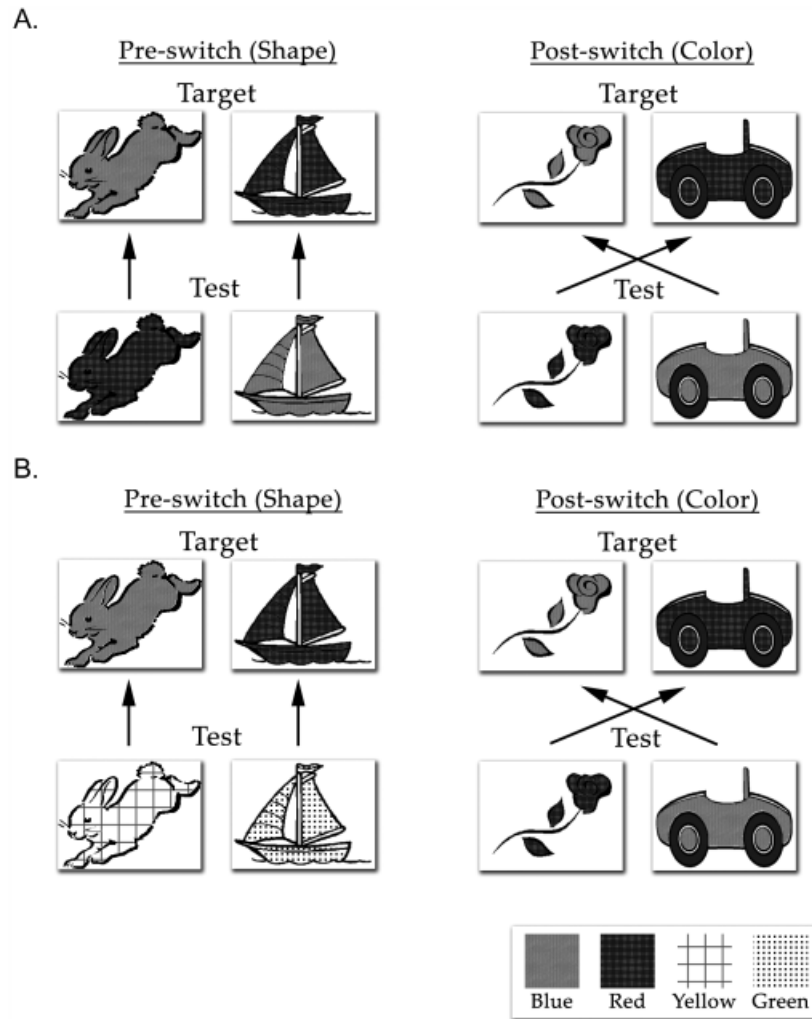 A.
Pre-switch (Shape)
Post-switch (Color)
Target
Target
Test
Test
B.
Pre-switch (Shape)
Post-switch (Color)
Target
Target
Test
Test
Blue Red Yellow Green